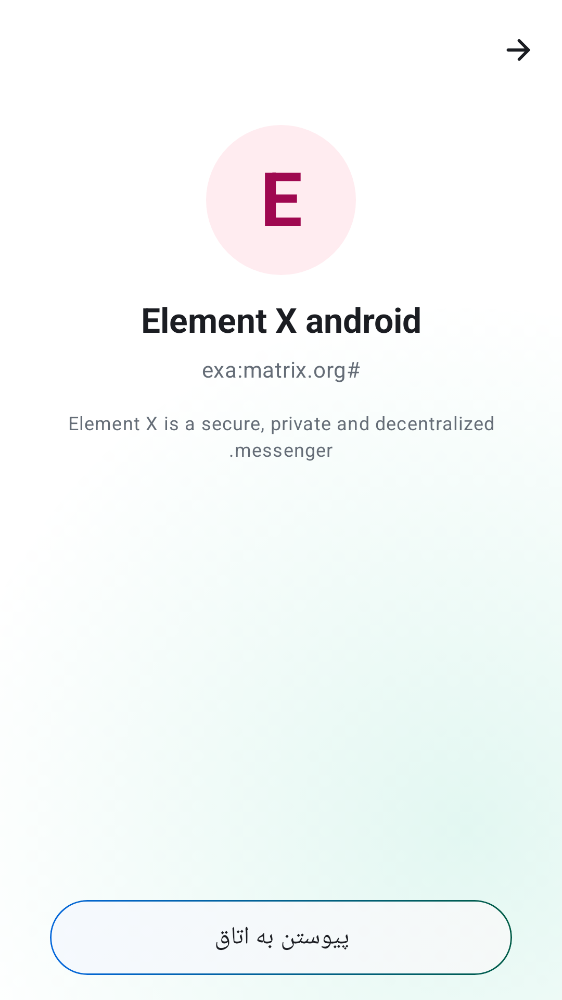 E
Element X android
exa:matrix.org#
Element X is a secure, private and decentralized
.messenger
پیوستن به اتاق